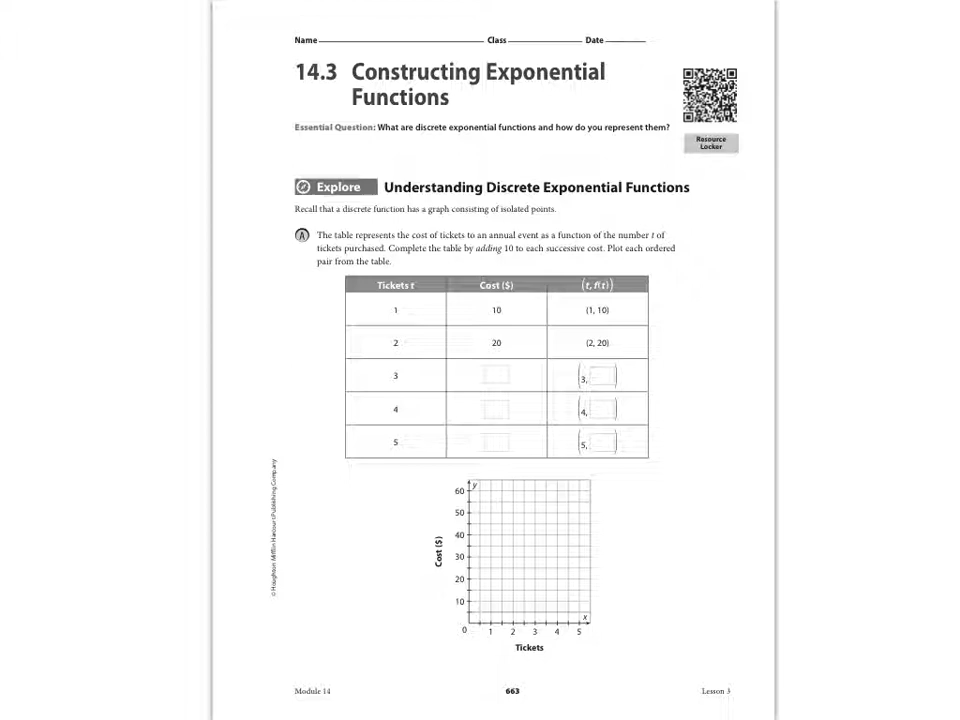 Name Class Date
14.3 Constructing Exponential
Functions
Essential Question: What are discrete exponential functions and how do you represent them?
Resource
Locker
Explore Understanding Discrete Exponential Functions
Recall that a discrete function has a graph consisting of isolated points.
A The table represents the cost of tickets to an annual event as a function of the number t of
tickets purchased. Complete the table by adding 10 to each successive cost. Plot each ordered
pair from the table.
Tickets t Cost ($) (t, f(t))
1 10 (1, 10)
2 20 (2, 20)
3 (3, )
4 (4, )
5 (5, )
y
60
50
40
30
20
10
x
0 1 2 3 4 5
Cost ($)
Tickets
© Houghton Mifflin Harcourt Publishing Company
Module 14 663 Lesson 3